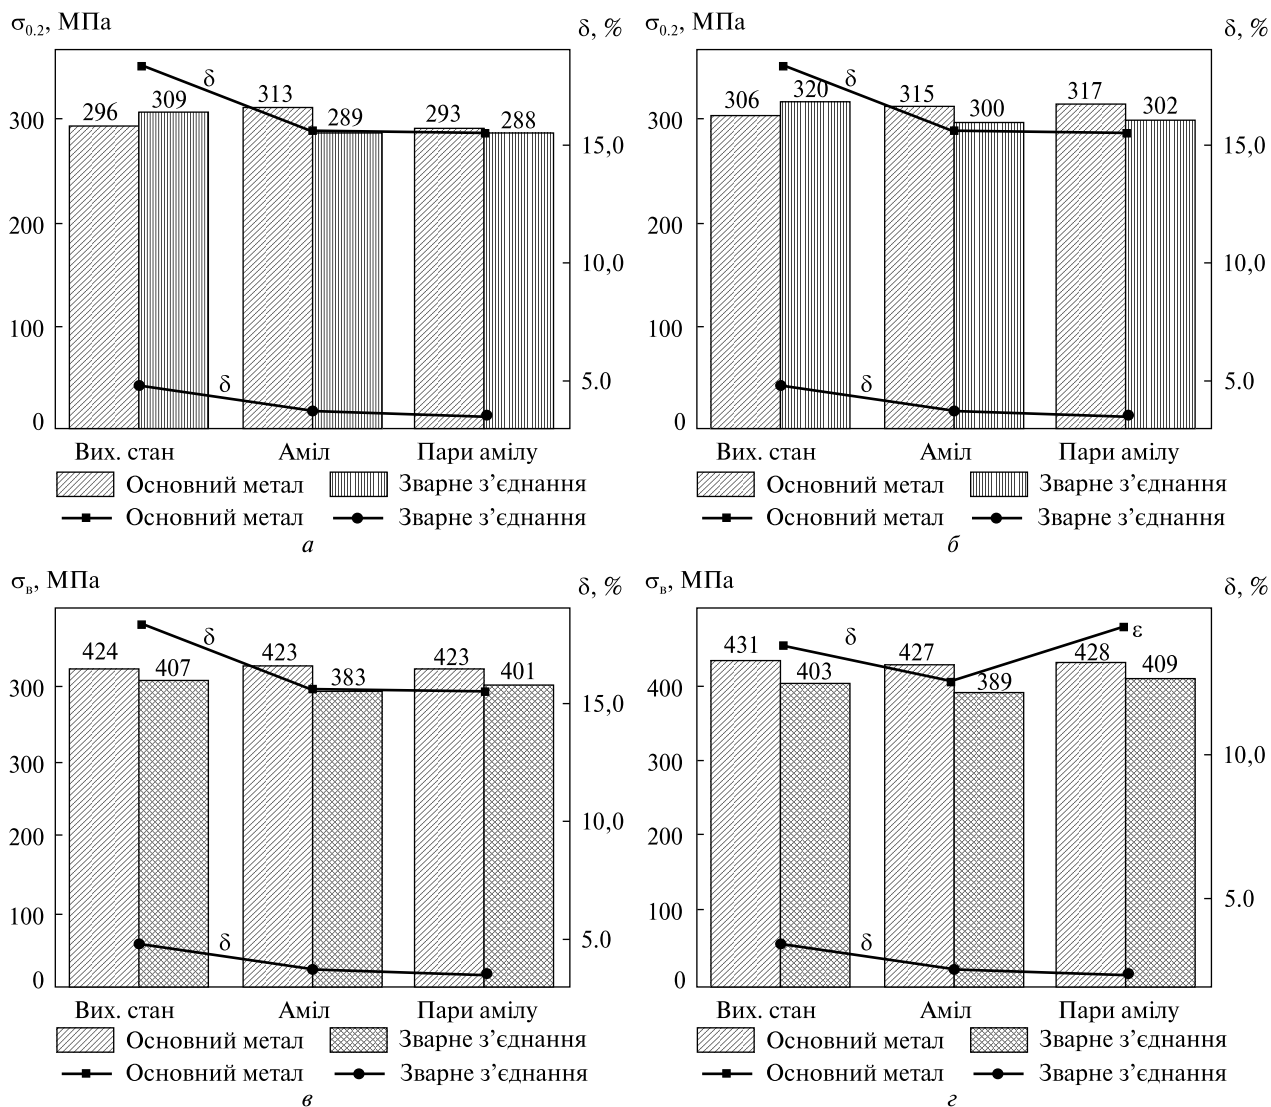 σ0.2, МПа
δ, %
300
200
100
0
15,0
10,0
5.0
296
309
313
289
293
288
δ
δ
Вих. стан
Аміл
Пари амілу
Основний метал
Зварне з’єднання
Основний метал
Зварне з’єднання
а
σ0.2, МПа
δ, %
300
200
100
0
15,0
10,0
5.0
306
320
315
300
317
302
δ
δ
Вих. стан
Аміл
Пари амілу
Основний метал
Зварне з’єднання
Основний метал
Зварне з’єднання
б
σв, МПа
δ, %
300
300
200
100
0
15,0
10,0
5.0
424
407
423
383
423
401
δ
δ
Вих. стан
Аміл
Пари амілу
Основний метал
Зварне з’єднання
Основний метал
Зварне з’єднання
в
σв, МПа
δ, %
400
300
200
100
0
10,0
5.0
431
403
427
389
428
409
δ
ε
δ
Вих. стан
Аміл
Пари амілу
Основний метал
Зварне з’єднання
Основний метал
Зварне з’єднання
г